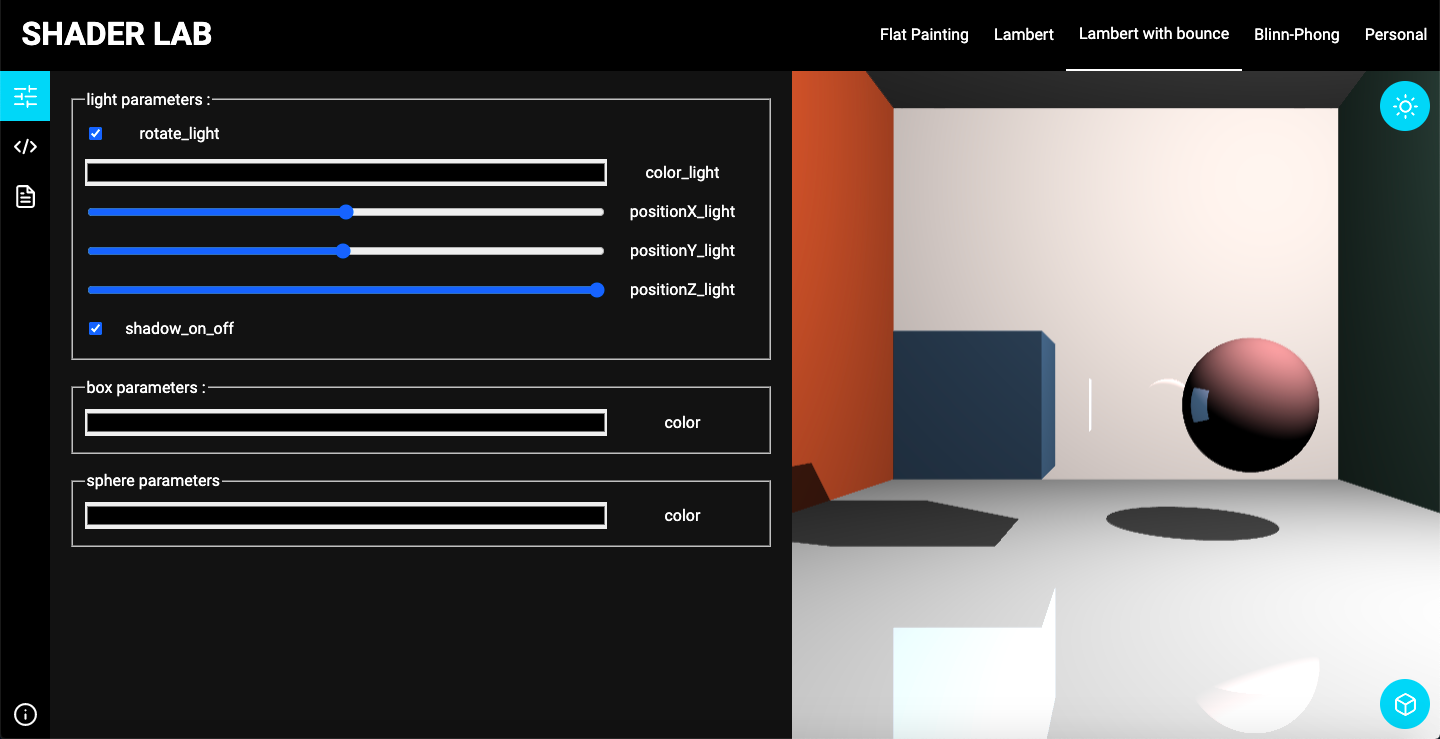 SHADER LAB
Flat Painting
Lambert
Lambert with bounce
Blinn-Phong
Personal
light parameters :
rotate_light
color_light
positionX_light
positionY_light
positionZ_light
shadow_on_off
box parameters :
color
sphere parameters
color